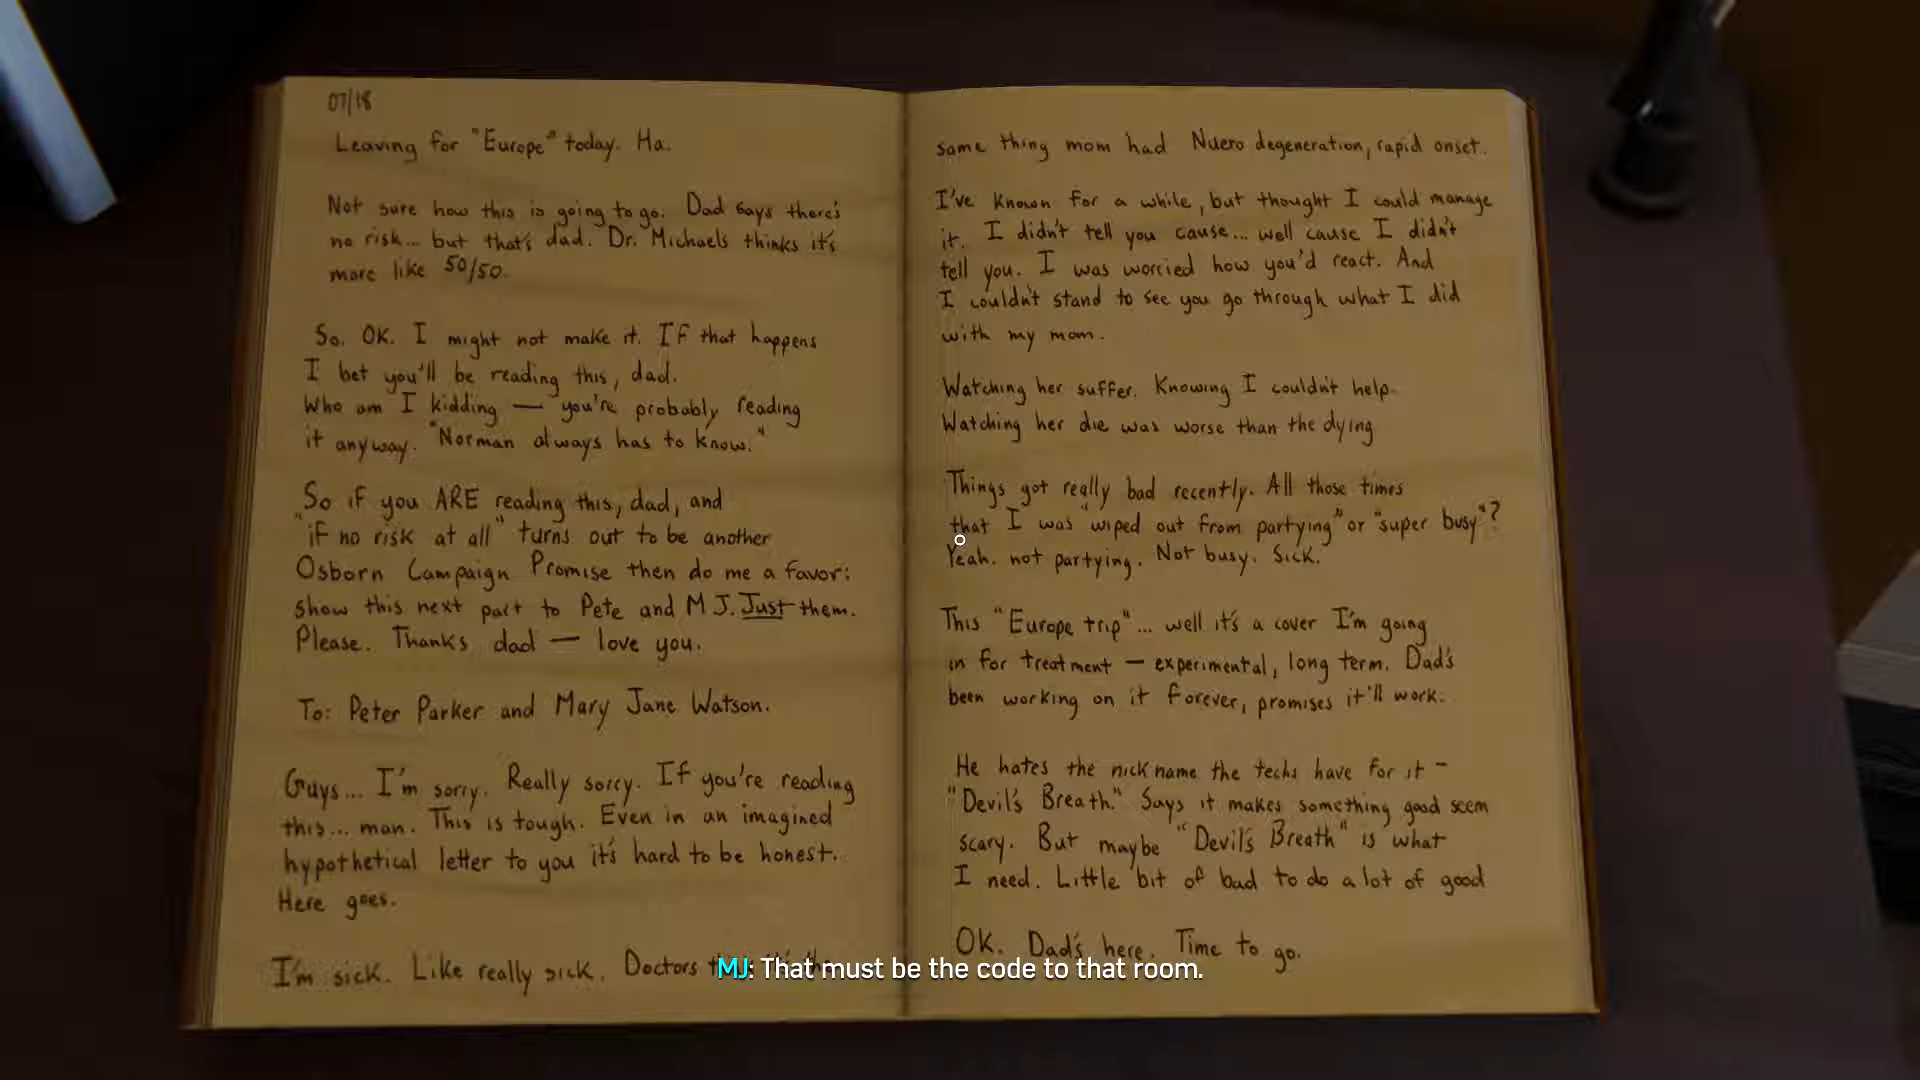 07/18
Leaving for "Europe" today. Ha.
Not sure how this is going to go. Dad says there's
no risk... but that's dad. Dr. Michaels thinks it's
more like 50/50.
So. OK. I might not make it. If that happens
I bet you'll be reading this, dad.
Who am I kidding — you're probably reading
it anyway. "Norman always has to know."
So if you ARE reading this, dad, and
"if no risk at all" turns out to be another
Osborn Campaign Promise then do me a favor:
show this next part to Pete and MJ. Just them.
Please. Thanks dad — love you.
To: Peter Parker and Mary Jane Watson.
Guys... I'm sorry. Really sorry. If you're reading
this... man. This is tough. Even in an imagined
hypothetical letter to you it's hard to be honest.
Here goes.
I'm sick. Like really sick. Doctors
same thing mom had Nuero degeneration, rapid onset.
I've known for a while, but thought I could manage
it. I didn't tell you cause... well cause I didn't
tell you. I was worried how you'd react. And
I couldn't stand to see you go through what I did
with my mom.
Watching her suffer. Knowing I couldn't help.
Watching her die was worse than the dying
Things got really bad recently. All those times
that I was "wiped out from partying" or "super busy"?
Yeah. not partying. Not busy. Sick.
This "Europe trip"... well it's a cover I'm going
in for treatment — experimental, long term. Dad's
been working on it forever, promises it'll work.
He hates the nickname the techs have for it -
"Devil's Breath." Says it makes something good seem
scary. But maybe "Devil's Breath" is what
I need. Little bit of bad to do a lot of good
OK. Dad's here. Time to go.
MJ: That must be the code to that room.